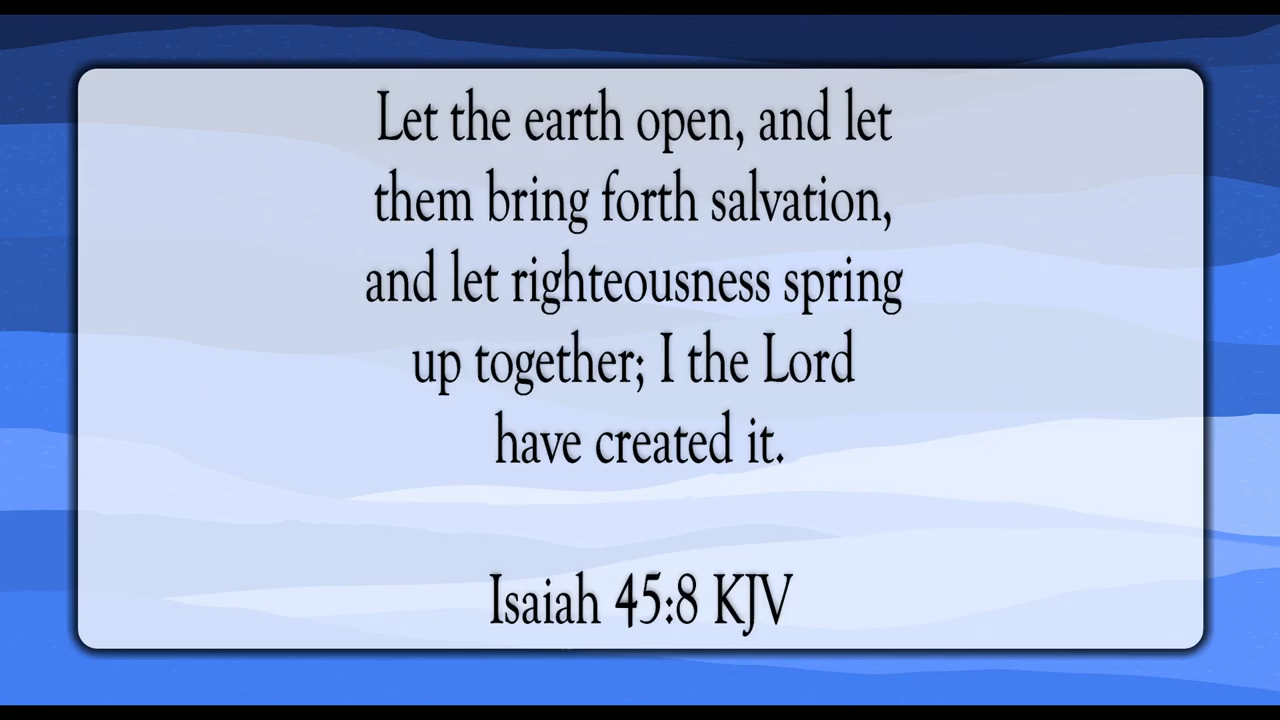 Let the earth open, and let
them bring forth salvation,
and let righteousness spring
up together; I the Lord
have created it.
Isaiah 45:8 KJV